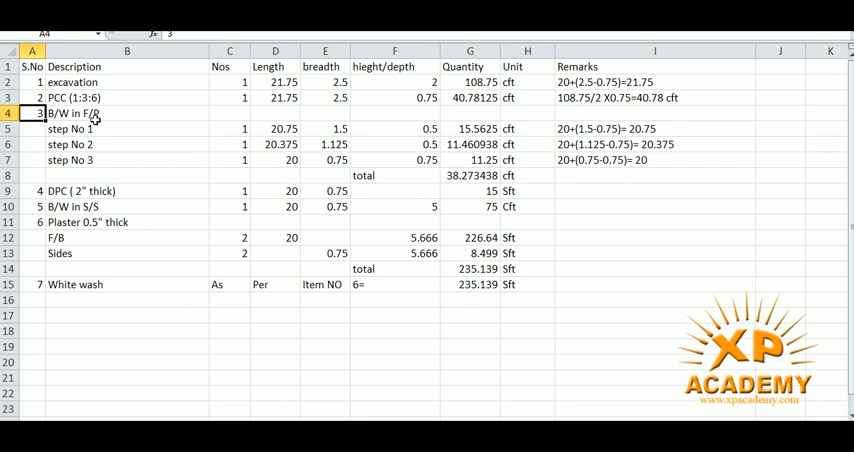 A4 fx 3
A B C D E F G H I J K
1 S.No Description Nos Length breadth hieght/depth Quantity Unit Remarks
2 1 excavation 1 21.75 2.5 2 108.75 cft 20+(2.5-0.75)=21.75
3 2 PCC (1:3:6) 1 21.75 2.5 0.75 40.78125 cft 108.75/2 X0.75=40.78 cft
4 3 B/W in F/P
5 step No 1 1 20.75 1.5 0.5 15.5625 cft 20+(1.5-0.75)= 20.75
6 step No 2 1 20.375 1.125 0.5 11.460938 cft 20+(1.125-0.75)= 20.375
7 step No 3 1 20 0.75 0.75 11.25 cft 20+(0.75-0.75)= 20
8 total 38.273438 cft
9 4 DPC ( 2" thick) 1 20 0.75 15 Sft
10 5 B/W in S/S 1 20 0.75 5 75 Cft
11 6 Plaster 0.5" thick
12 F/B 2 20 5.666 226.64 Sft
13 Sides 2 0.75 5.666 8.499 Sft
14 total 235.139 Sft
15 7 White wash As Per Item NO 6= 235.139 Sft
16
17
18
19
20
21
22
23
XP
ACADEMY
www.xpacademy.com